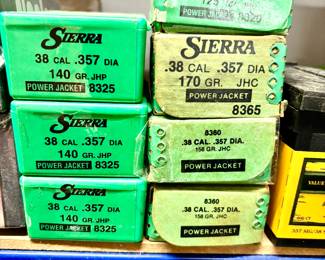 SIERRA
38 CAL .357 DIA
140 GR. JHP
POWER JACKET 8325
SIERRA
38 CAL .357 DIA
140 GR. JHP
POWER JACKET 8325
SIERRA
38 CAL .357 DIA
140 GR. JHP
POWER JACKET 8325
POWER JACKET
SIERRA
.38 CAL. .357 DIA
170 GR. JHC
POWER JACKET 8365
8360
.38 CAL. .357 DIA.
158 GR. JHC
POWER JACKET
8360
.38 CAL. .357 DIA.
158 GR. JHC
POWER JACKET
VALUE